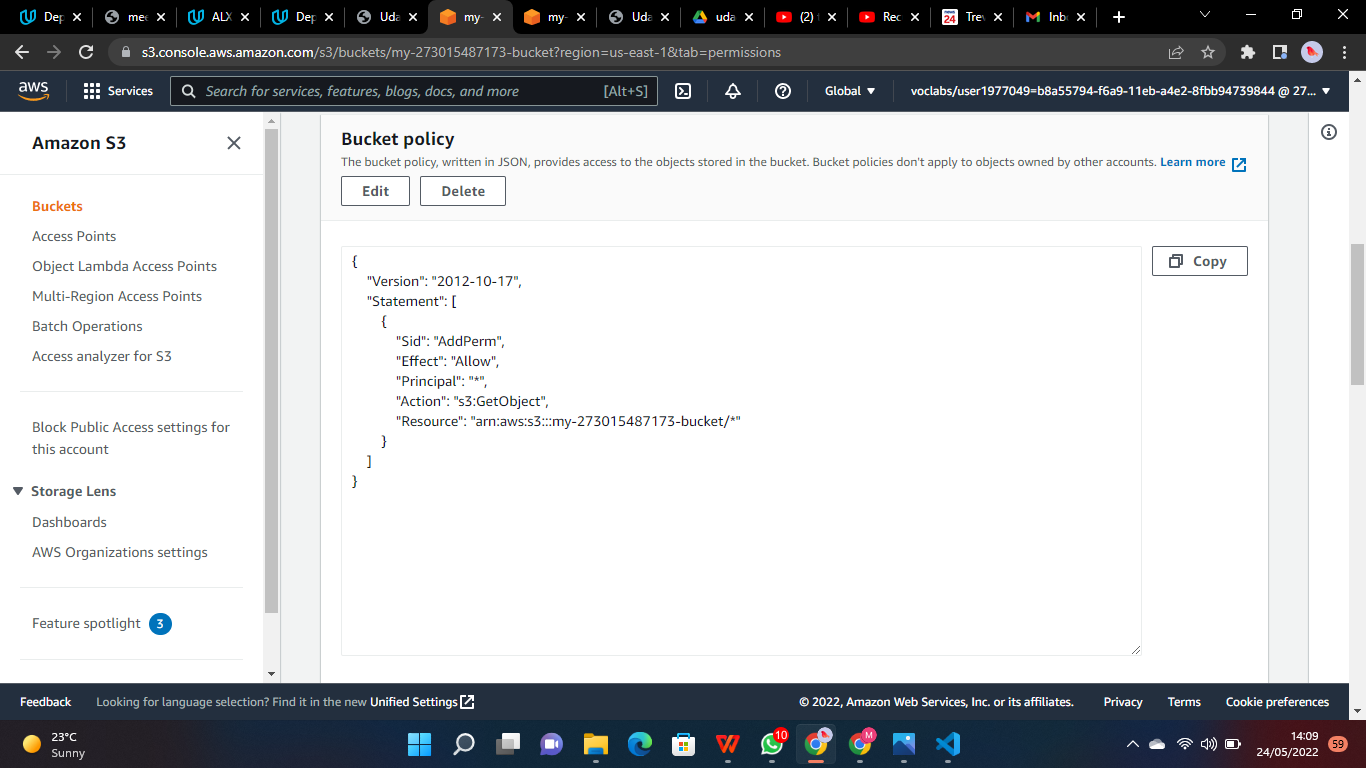 Dep
mee
ALX
Dep
Uda
my-
my-
Uda
uda
(2) t
Rec
news 24
Trev
Inb
s3.console.aws.amazon.com/s3/buckets/my-273015487173-bucket?region=us-east-1&tab=permissions
aws
Services
Search for services, features, blogs, docs, and more
[Alt+S]
Global
voclabs/user1977049=b8a55794-f6a9-11eb-a4e2-8fbb94739844 @ 27...
Amazon S3
Buckets
Access Points
Object Lambda Access Points
Multi-Region Access Points
Batch Operations
Access analyzer for S3
Block Public Access settings for
this account
Storage Lens
Dashboards
AWS Organizations settings
Feature spotlight 3
Bucket policy
The bucket policy, written in JSON, provides access to the objects stored in the bucket. Bucket policies don't apply to objects owned by other accounts. Learn more
Edit
Delete
Copy
{
"Version": "2012-10-17",
"Statement": [
{
"Sid": "AddPerm",
"Effect": "Allow",
"Principal": "*",
"Action": "s3:GetObject",
"Resource": "arn:aws:s3:::my-273015487173-bucket/*"
}
]
}
Feedback
Looking for language selection? Find it in the new Unified Settings
© 2022, Amazon Web Services, Inc. or its affiliates.
Privacy
Terms
Cookie preferences
23°C
Sunny
10
M
14:09
24/05/2022
59